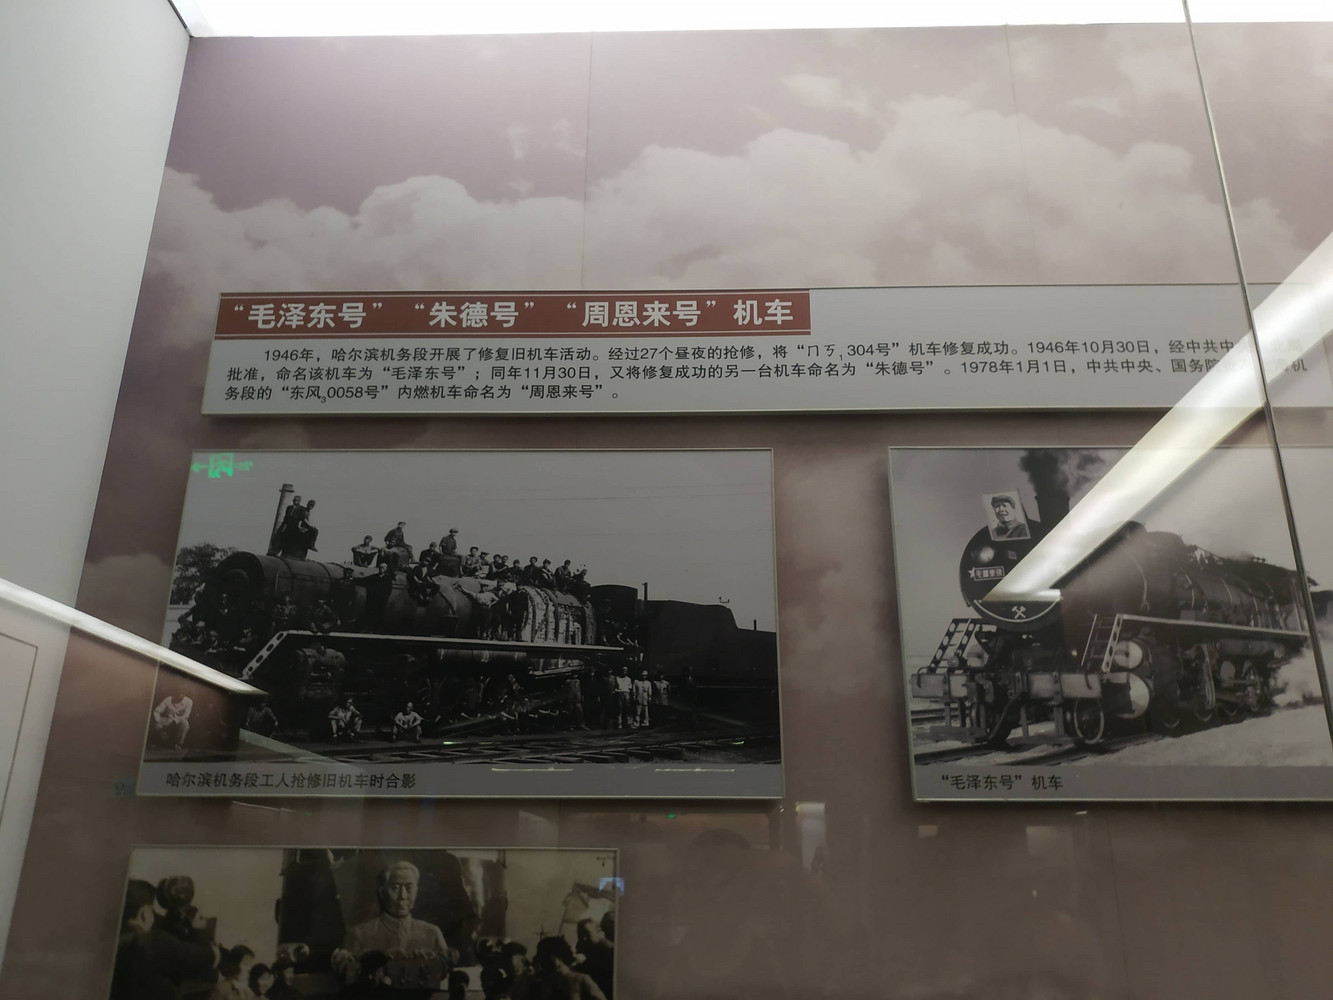 “毛泽东号” “朱德号” “周恩来号” 机车
1946年，哈尔滨机务段开展了修复旧机车活动。经过27个昼夜的抢修，将“ㄇㄎ1 304号”机车修复成功。1946年10月30日，经中共中
批准，命名该机车为“毛泽东号”；同年11月30日，又将修复成功的另一台机车命名为“朱德号”。1978年1月1日，中共中央、国务院
务段的“东风3 0058号”内燃机车命名为“周恩来号”。
哈尔滨机务段工人抢修旧机车时合影
“毛泽东号”机车